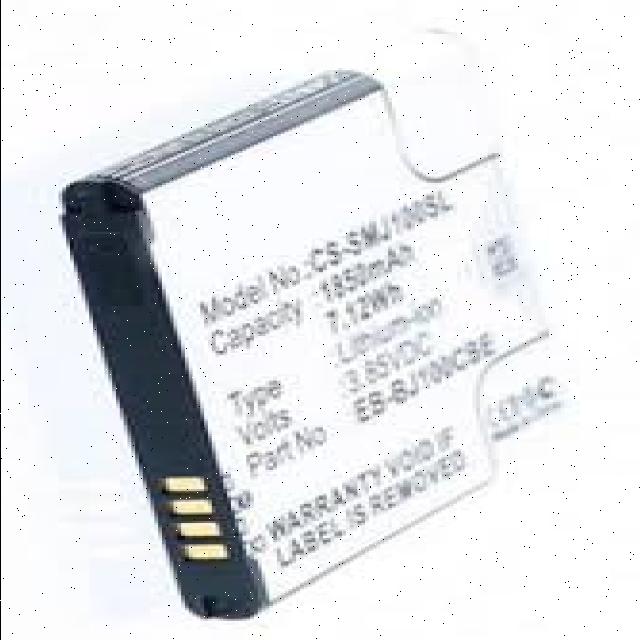 Model No.:CS-SMJ100SL
Capacity :1850mAh
7.12Wh
Type :Lithium-ion
Volts :3.85VDC
Part No EB-BJ100CBE
WARRANTY VOID IF
LABEL IS REMOVED